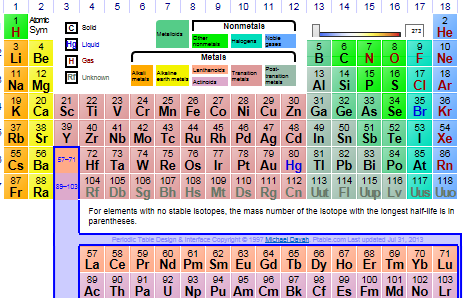 1 2 3 4 5 6 7 8 9 10 11 12 13 14 15 16 17 18
1 Atomic 2
H Sym C Solid Nonmetals 273 He
Metalloids Other nonmetals Halogens Noble gases
3 4 Hg Liquid 5 6 7 8 9 10
Li Be Metals B C N O F Ne
11 12 H Gas Alkali metals Alkaline earth metals Lanthanoids Transition metals Post-transition metals 13 14 15 16 17 18
Na Mg Rf Unknown Actinoids Al Si P S Cl Ar
19 20 21 22 23 24 25 26 27 28 29 30 31 32 33 34 35 36
K Ca Sc Ti V Cr Mn Fe Co Ni Cu Zn Ga Ge As Se Br Kr
37 38 39 40 41 42 43 44 45 46 47 48 49 50 51 52 53 54
Rb Sr Y Zr Nb Mo Tc Ru Rh Pd Ag Cd In Sn Sb Te I Xe
55 56 57–71 72 73 74 75 76 77 78 79 80 81 82 83 84 85 86
Cs Ba Hf Ta W Re Os Ir Pt Au Hg Tl Pb Bi Po At Rn
87 88 89–103 104 105 106 107 108 109 110 111 112 113 114 115 116 117 118
Fr Ra Rf Db Sg Bh Hs Mt Ds Rg Cn Uut Fl Uup Lv Uus Uuo
For elements with no stable isotopes, the mass number of the isotope with the longest half-life is in
parentheses.
Periodic Table Design & Interface Copyright © 1997 Michael Dayah. Ptable.com Last updated Jul 31, 2013
57 58 59 60 61 62 63 64 65 66 67 68 69 70 71
La Ce Pr Nd Pm Sm Eu Gd Tb Dy Ho Er Tm Yb Lu
89 90 91 92 93 94 95 96 97 98 99 100 101 102 103
Ac Th Pa U Np Pu Am Cm Bk Cf Es Fm Md No Lr